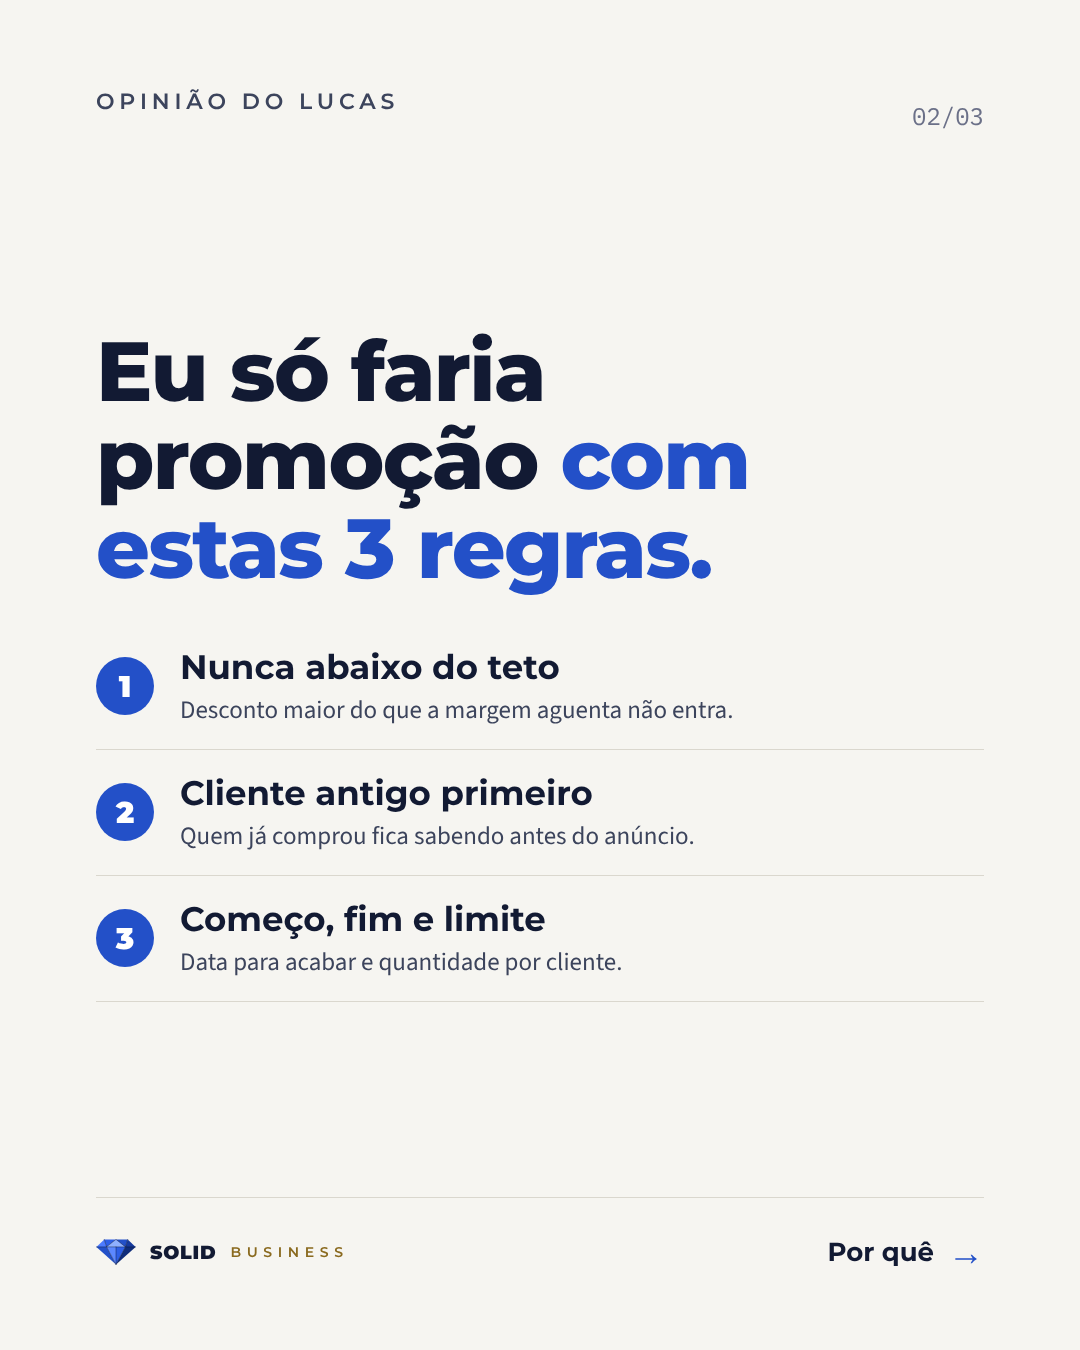 OPINIÃO DO LUCAS
02/03
Eu só faria
promoção com
estas 3 regras.
1
Nunca abaixo do teto
Desconto maior do que a margem aguenta não entra.
2
Cliente antigo primeiro
Quem já comprou fica sabendo antes do anúncio.
3
Começo, fim e limite
Data para acabar e quantidade por cliente.
SOLID BUSINESS
Por quê →